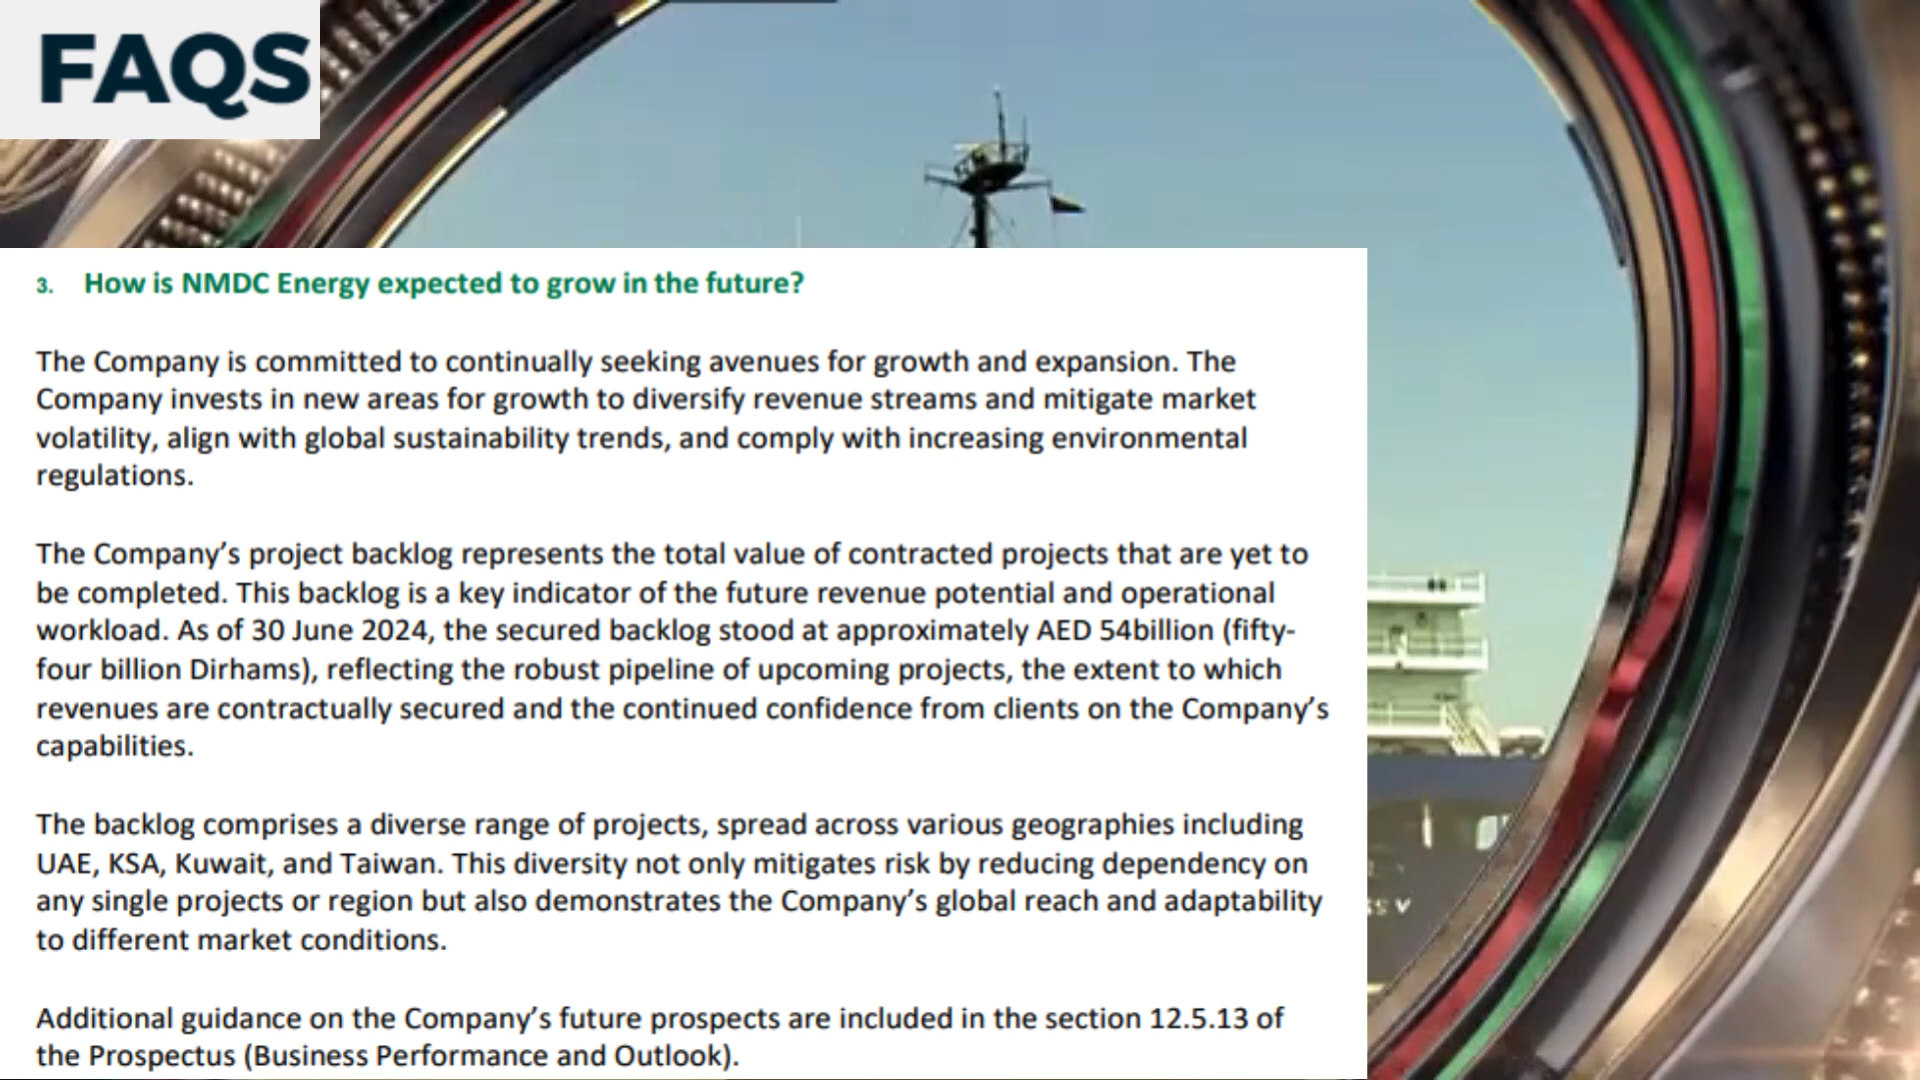 FAQS
3. How is NMDC Energy expected to grow in the future?
The Company is committed to continually seeking avenues for growth and expansion. The
Company invests in new areas for growth to diversify revenue streams and mitigate market
volatility, align with global sustainability trends, and comply with increasing environmental
regulations.
The Company’s project backlog represents the total value of contracted projects that are yet to
be completed. This backlog is a key indicator of the future revenue potential and operational
workload. As of 30 June 2024, the secured backlog stood at approximately AED 54billion (fifty-
four billion Dirhams), reflecting the robust pipeline of upcoming projects, the extent to which
revenues are contractually secured and the continued confidence from clients on the Company’s
capabilities.
The backlog comprises a diverse range of projects, spread across various geographies including
UAE, KSA, Kuwait, and Taiwan. This diversity not only mitigates risk by reducing dependency on
any single projects or region but also demonstrates the Company’s global reach and adaptability
to different market conditions.
Additional guidance on the Company’s future prospects are included in the section 12.5.13 of
the Prospectus (Business Performance and Outlook).